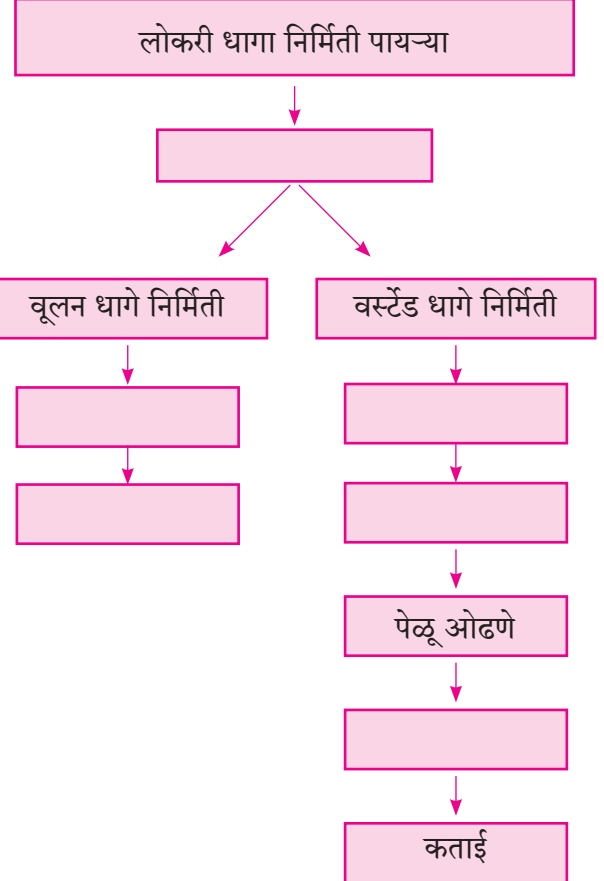 लोकरी धागा निर्मिती पायऱ्या
वूलन धागे निर्मिती
वर्स्टेड धागे निर्मिती
पेळू ओढणे
कताई